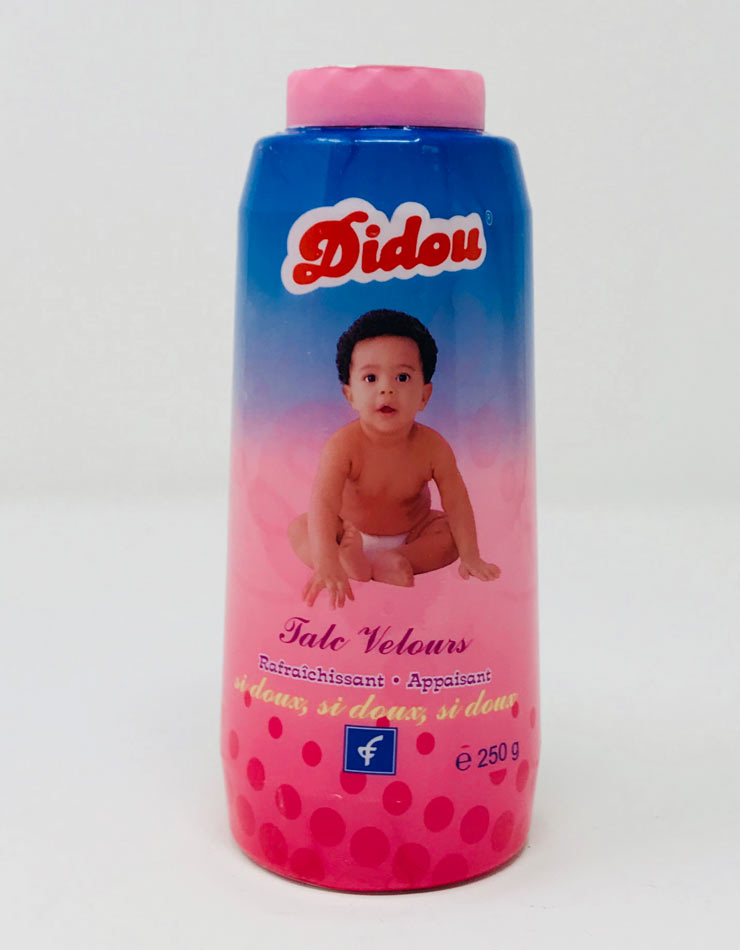 Didou®
Talc Velours
Rafraîchissant • Appaisant
si doux, si doux, si doux
℮ 250 g